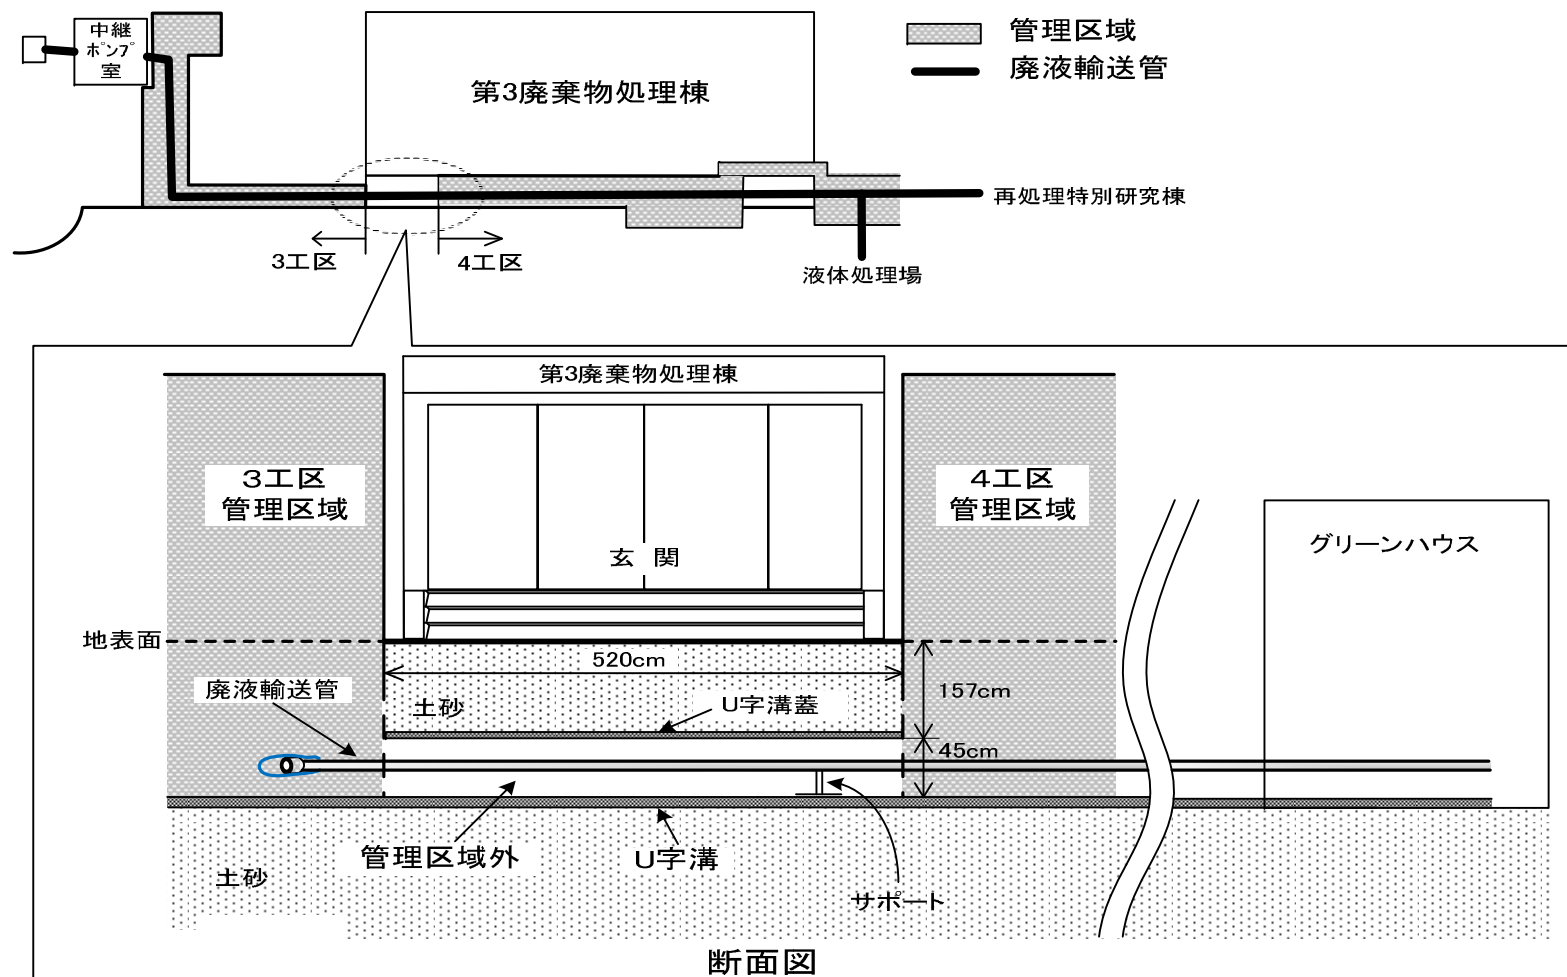 中継
ポンプ
室
第3廃棄物処理棟
管理区域
廃液輸送管
再処理特別研究棟
3工区
4工区
液体処理場
第3廃棄物処理棟
3工区
管理区域
4工区
管理区域
玄 関
グリーンハウス
地表面
520cm
廃液輸送管
土砂
U字溝蓋
157cm
45cm
管理区域外
U字溝
土砂
サポート
断面図